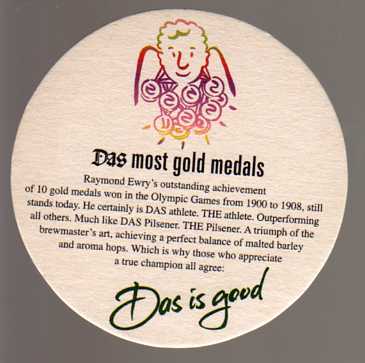 Das most gold medals
Raymond Ewry's outstanding achievement
of 10 gold medals won in the Olympic Games from 1900 to 1908, still
stands today. He certainly is DAS athlete. THE athlete. Outperforming
all others. Much like DAS Pilsener. THE Pilsener. A triumph of the
brewmaster's art, achieving a perfect balance of malted barley
and aroma hops. Which is why those who appreciate
a true champion all agree:
Das is good